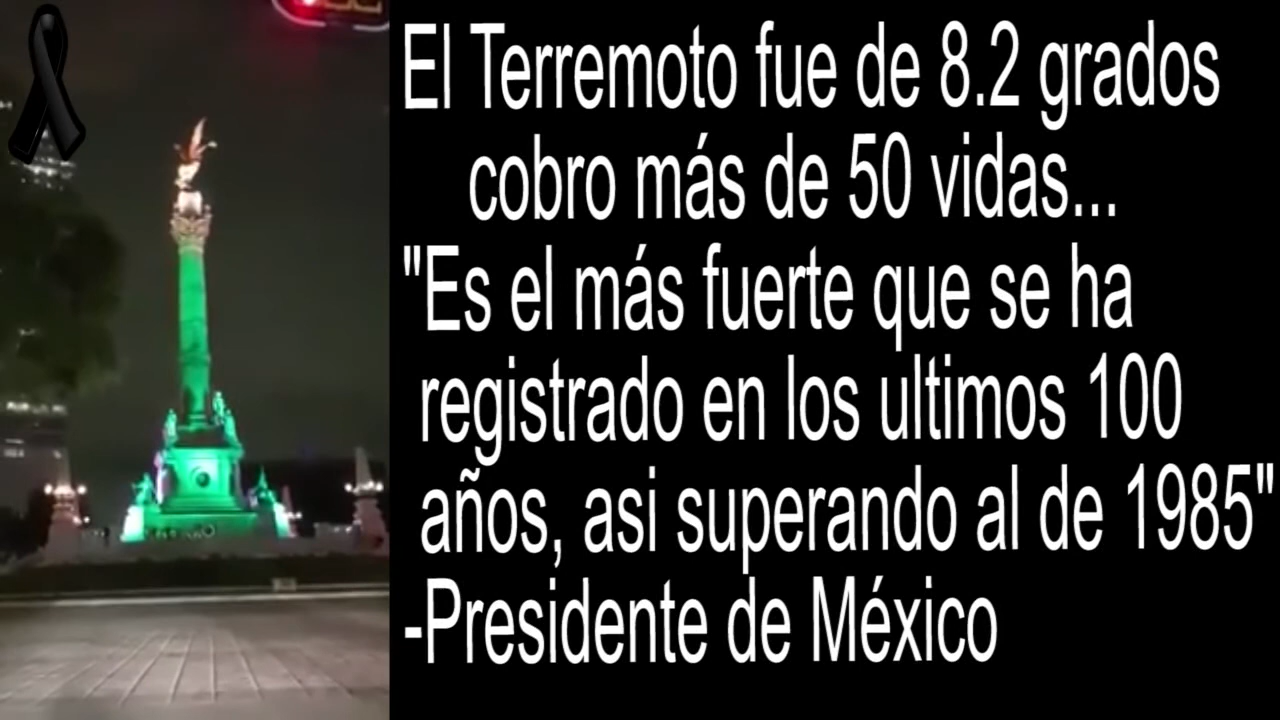 El Terremoto fue de 8.2 grados
cobro más de 50 vidas...
"Es el más fuerte que se ha
registrado en los ultimos 100
años, asi superando al de 1985"
-Presidente de México